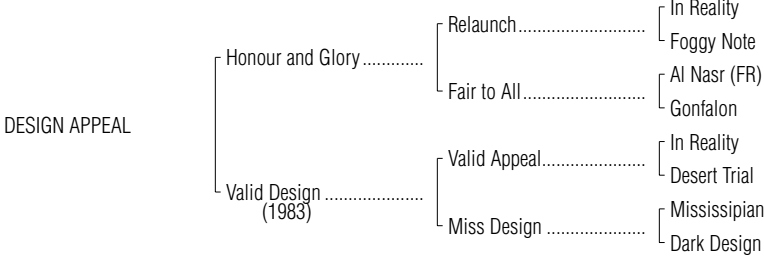 In Reality
Relaunch............................
Foggy Note
Honour and Glory.............
Al Nasr (FR)
Fair to All...........................
Gonfalon
DESIGN APPEAL
In Reality
Valid Appeal.......................
Desert Trial
Valid Design ......................
(1983)
Mississipian
Miss Design ......................
Dark Design